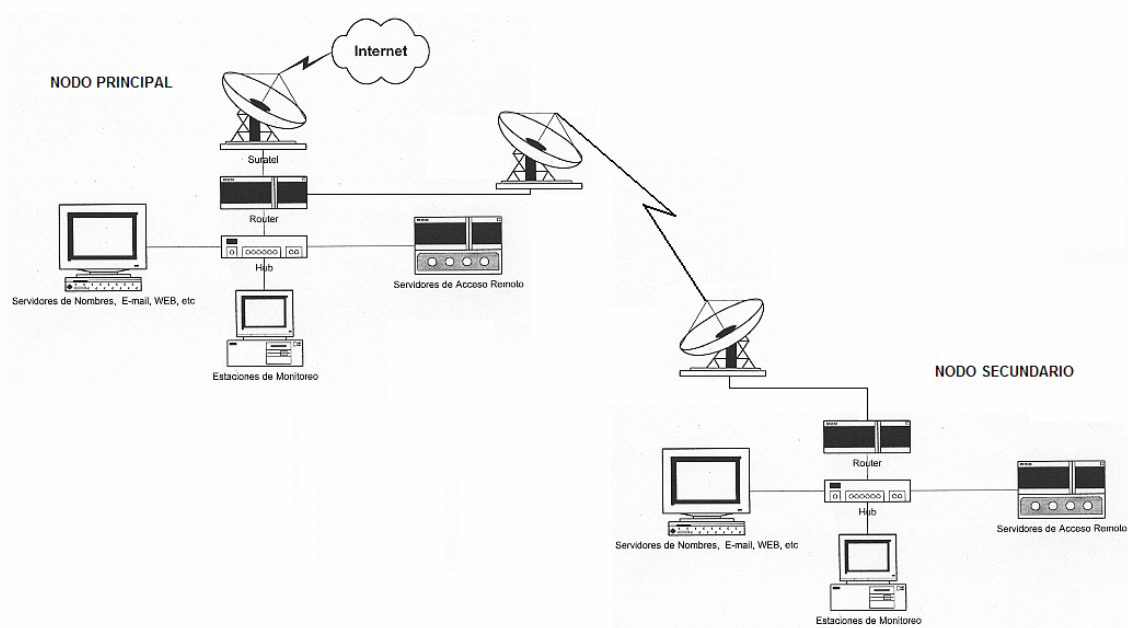 Internet
NODO PRINCIPAL
Suratel
Router
Hub
Servidores de Nombres, E-mail, WEB, etc
Servidores de Acceso Remoto
Estaciones de Monitoreo
NODO SECUNDARIO
Router
Hub
Servidores de Nombres, E-mail, WEB, etc
Servidores de Acceso Remoto
Estaciones de Monitoreo